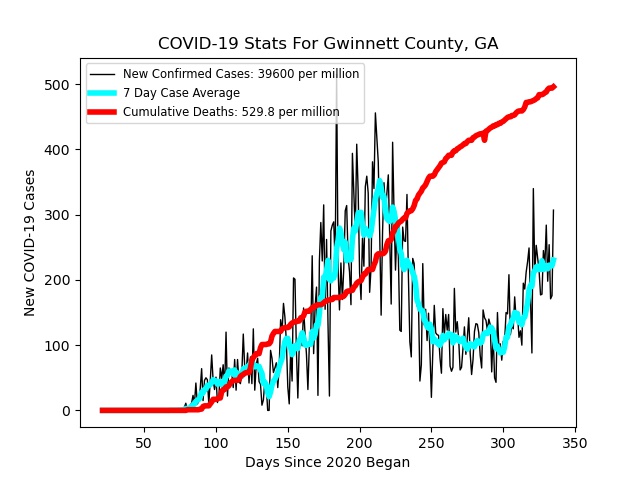 COVID-19 Stats For Gwinnett County, GA
New Confirmed Cases: 39600 per million
7 Day Case Average
Cumulative Deaths: 529.8 per million
New COVID-19 Cases
500
400
300
200
100
0
50
100
150
200
250
300
350
Days Since 2020 Began